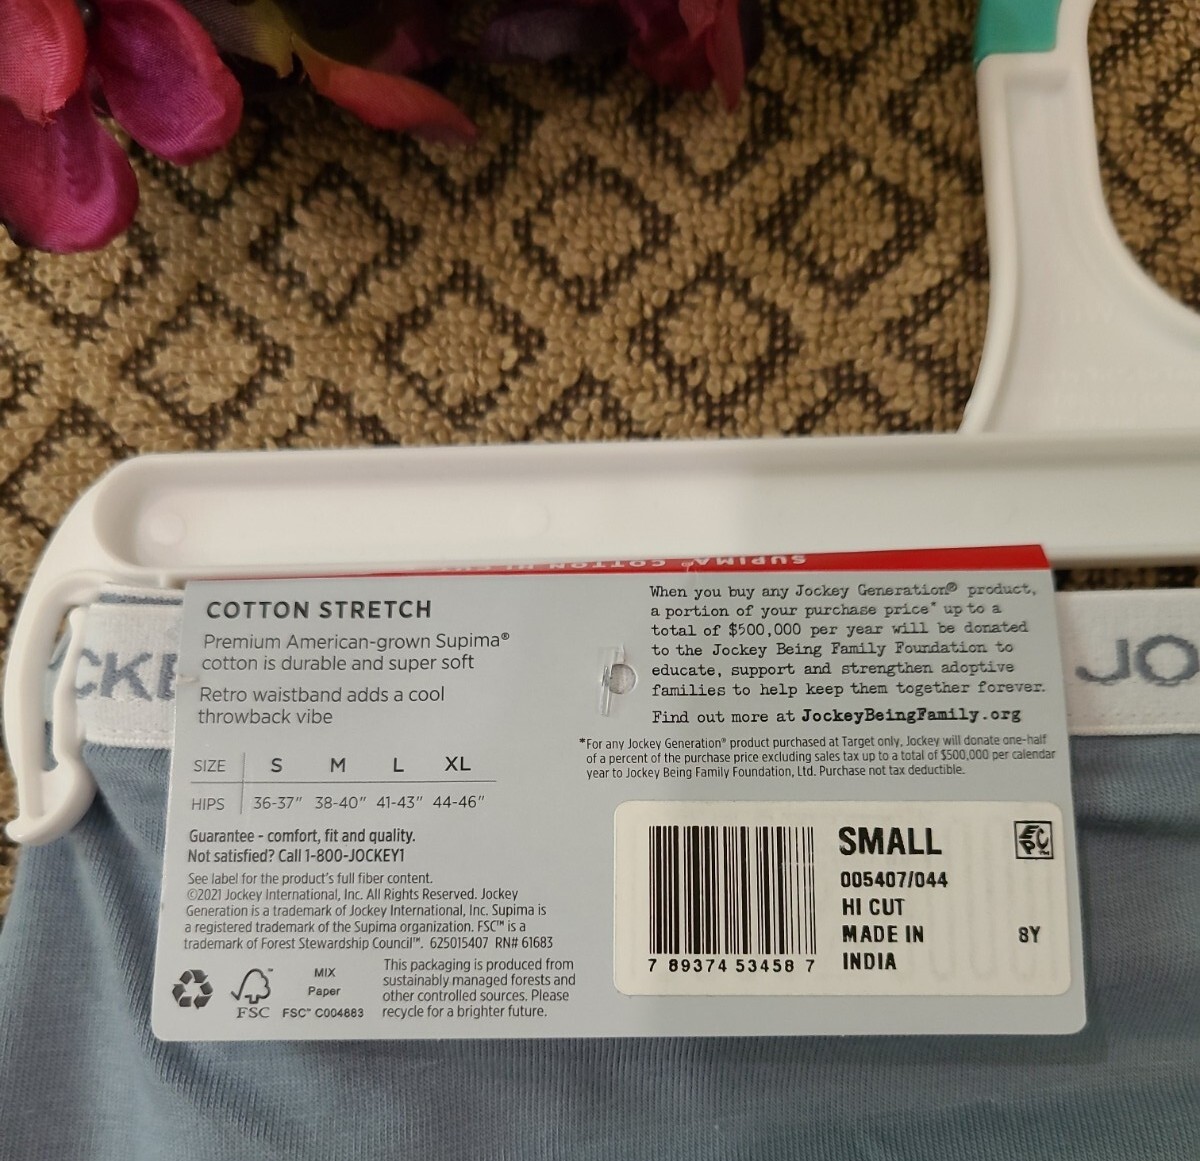 SUPIMA® COTTON HI CUT
CKE
JO
COTTON STRETCH
Premium American-grown Supima®
cotton is durable and super soft
Retro waistband adds a cool
throwback vibe
SIZE S M L XL
HIPS 36-37" 38-40" 41-43" 44-46"
Guarantee - comfort, fit and quality.
Not satisfied? Call 1-800-JOCKEY1
See label for the product's full fiber content.
©2021 Jockey International, Inc. All Rights Reserved. Jockey
Generation is a trademark of Jockey International, Inc. Supima is
a registered trademark of the Supima organization. FSC™ is a
trademark of Forest Stewardship Council™. 625015407 RN# 61683
FSC
MIX
Paper
FSC™ C004883
This packaging is produced from
sustainably managed forests and
other controlled sources. Please
recycle for a brighter future.
When you buy any Jockey Generation® product,
a portion of your purchase price* up to a
total of $500,000 per year will be donated
to the Jockey Being Family Foundation to
educate, support and strengthen adoptive
families to help keep them together forever.
Find out more at JockeyBeingFamily.org
*For any Jockey Generation® product purchased at Target only, Jockey will donate one-half
of a percent of the purchase price excluding sales tax up to a total of $500,000 per calendar
year to Jockey Being Family Foundation, Ltd. Purchase not tax deductible.
7 89374 53458 7
SMALL
005407/044
HI CUT
MADE IN
INDIA
8Y
EPC